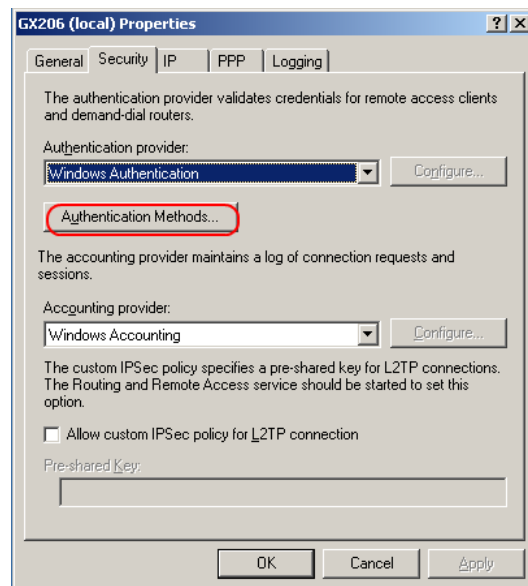 GX206 (local) Properties
General Security IP PPP Logging
The authentication provider validates credentials for remote access clients
and demand-dial routers.
Authentication provider:
Windows Authentication Configure...
Authentication Methods...
The accounting provider maintains a log of connection requests and
sessions.
Accounting provider:
Windows Accounting Configure...
The custom IPSec policy specifies a pre-shared key for L2TP connections.
The Routing and Remote Access service should be started to set this
option.
Allow custom IPSec policy for L2TP connection
Pre-shared Key:
OK Cancel Apply